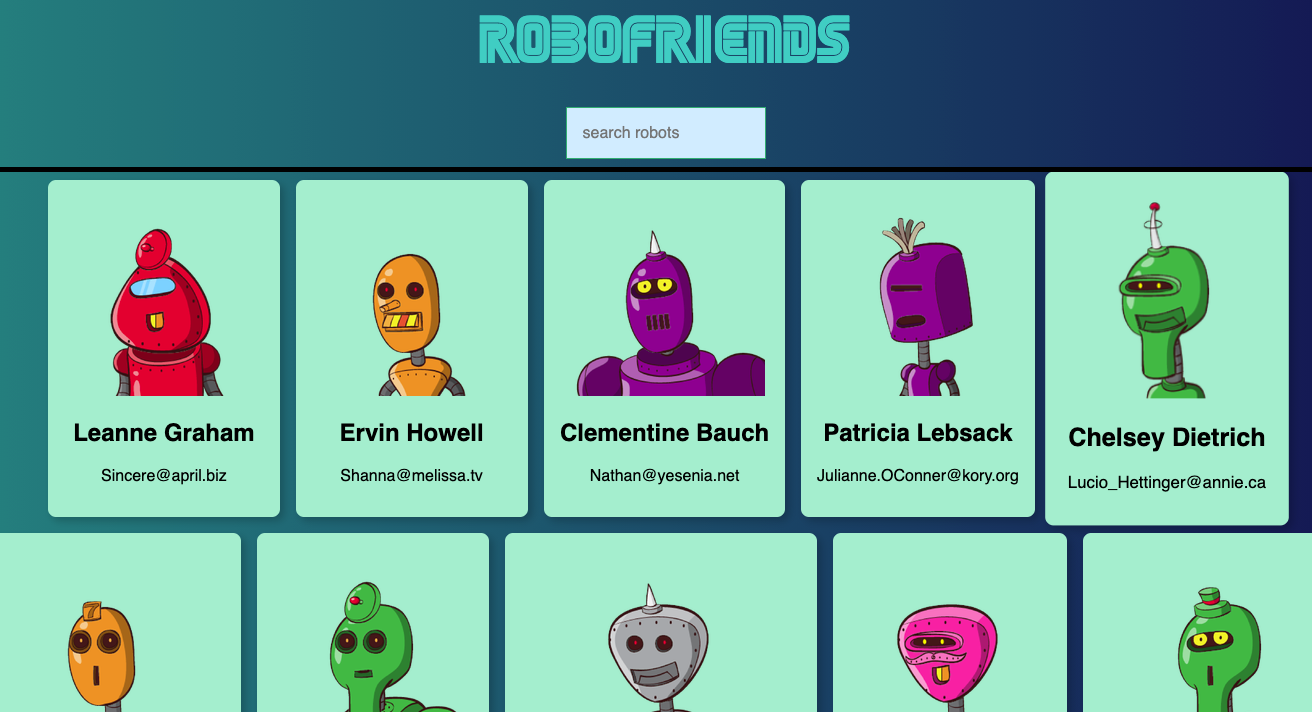 ROBOFRIENDS
search robots
Leanne Graham
Sincere@april.biz
Ervin Howell
Shanna@melissa.tv
Clementine Bauch
Nathan@yesenia.net
Patricia Lebsack
Julianne.OConner@kory.org
Chelsey Dietrich
Lucio_Hettinger@annie.ca
7